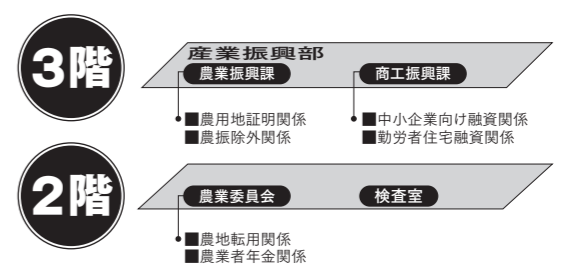 3階
産業振興部
農業振興課
商工振興課
■農用地証明関係
■農振除外関係
■中小企業向け融資関係
■勤労者住宅融資関係
2階
農業委員会
検査室
■農地転用関係
■農業者年金関係